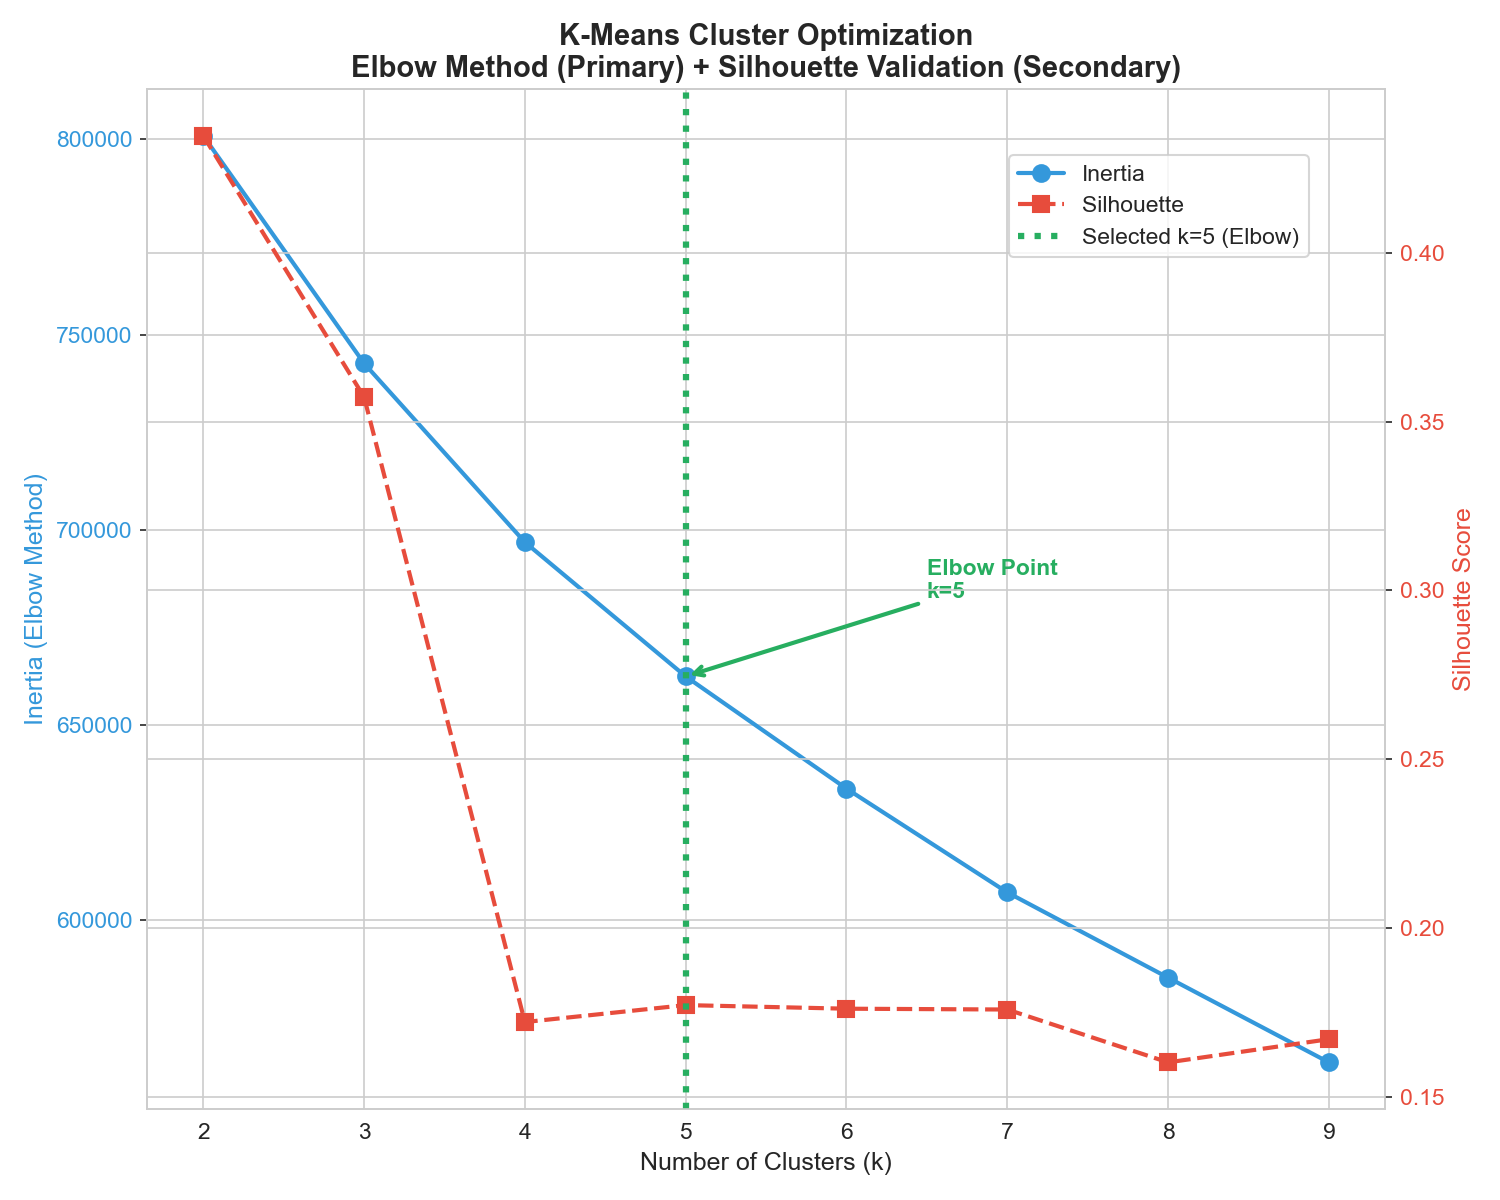 K-Means Cluster Optimization
Elbow Method (Primary) + Silhouette Validation (Secondary)
Inertia (Elbow Method)
800000
750000
700000
650000
600000
Inertia
Silhouette
Selected k=5 (Elbow)
Elbow Point
k=5
0.40
0.35
0.30
0.25
0.20
0.15
Silhouette Score
2 3 4 5 6 7 8 9
Number of Clusters (k)